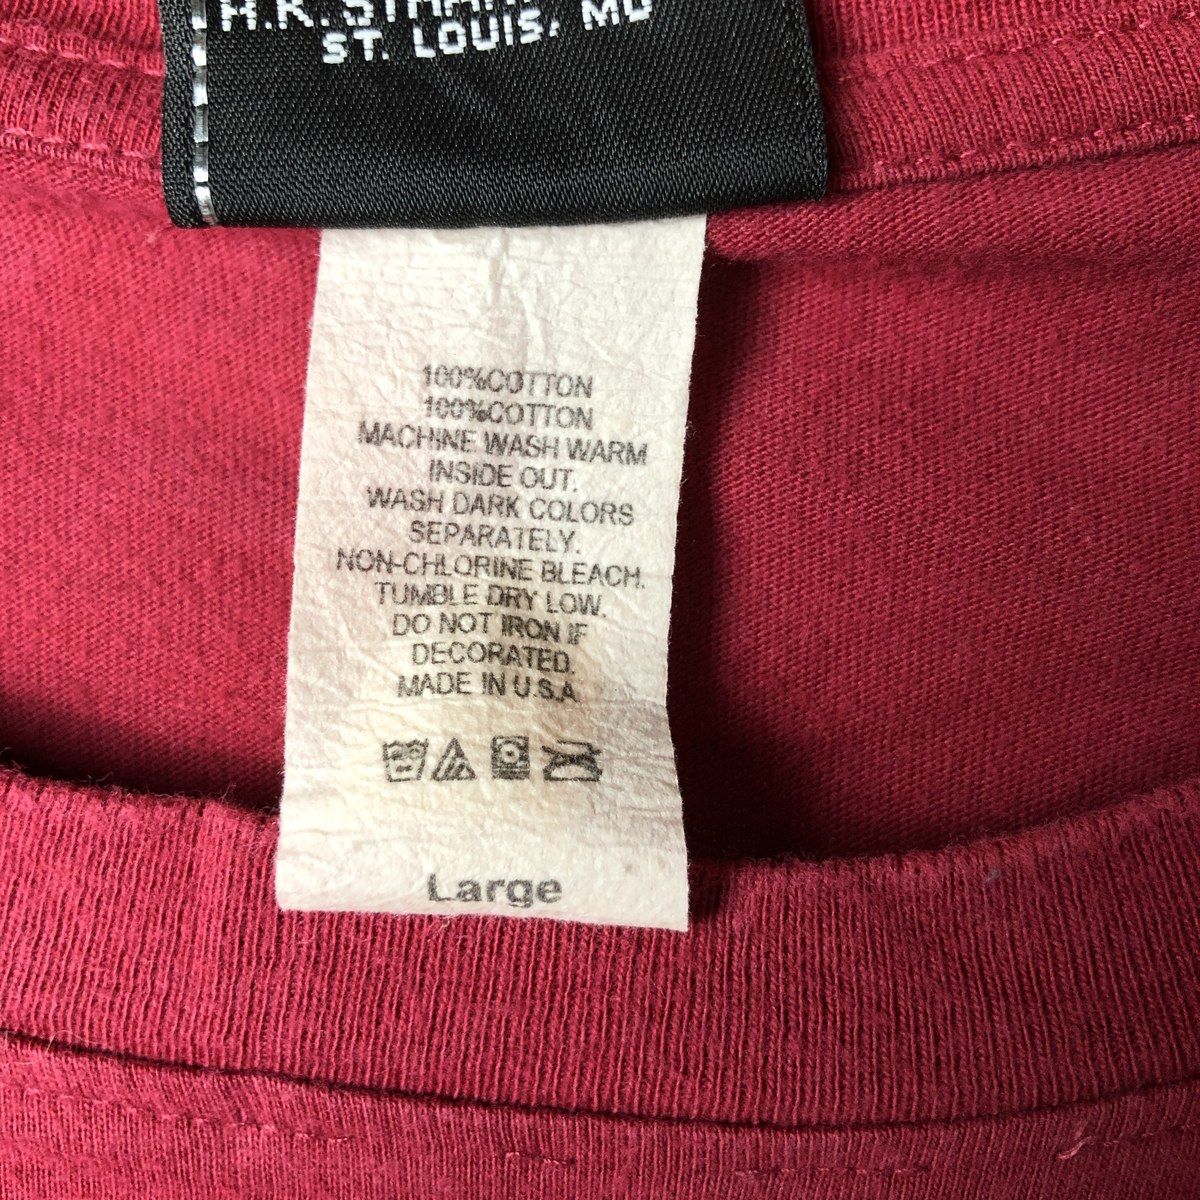 H.K.
ST. LOUIS, MO
100%COTTON
100%COTTON
MACHINE WASH WARM
INSIDE OUT.
WASH DARK COLORS
SEPARATELY.
NON-CHLORINE BLEACH.
TUMBLE DRY LOW.
DO NOT IRON IF
DECORATED.
MADE IN U.S.A.
Large